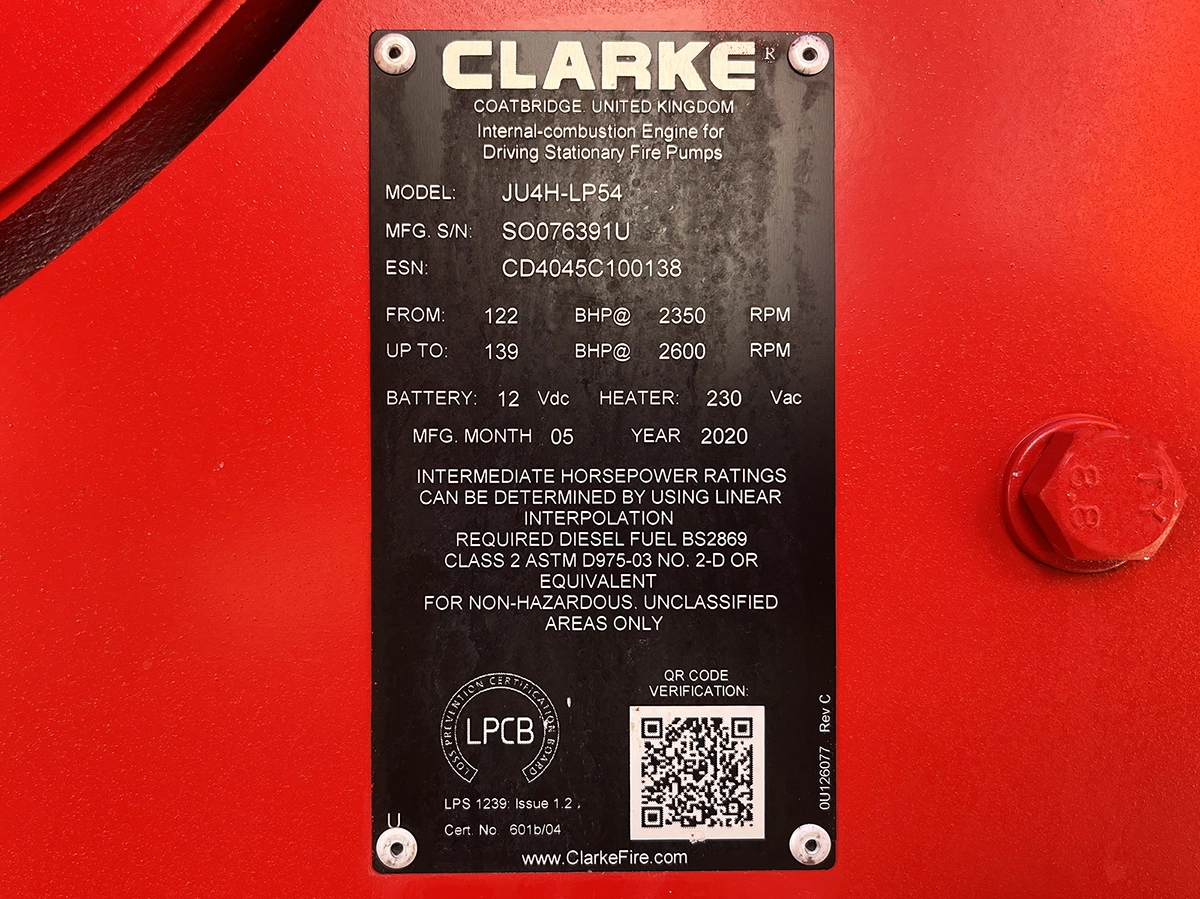 CLARKE®
COATBRIDGE. UNITED KINGDOM
Internal-combustion Engine for
Driving Stationary Fire Pumps
MODEL: JU4H-LP54
MFG. S/N: SO076391U
ESN: CD4045C100138
FROM: 122 BHP@ 2350 RPM
UP TO: 139 BHP@ 2600 RPM
BATTERY: 12 Vdc HEATER: 230 Vac
MFG. MONTH 05 YEAR 2020
INTERMEDIATE HORSEPOWER RATINGS
CAN BE DETERMINED BY USING LINEAR
INTERPOLATION
REQUIRED DIESEL FUEL BS2869
CLASS 2 ASTM D975-03 NO. 2-D OR
EQUIVALENT
FOR NON-HAZARDOUS. UNCLASSIFIED
AREAS ONLY
LOSS PREVENTION CERTIFICATION BOARD
LPCB
LPS 1239: Issue 1.2
Cert. No. 601b/04
QR CODE
VERIFICATION:
0U126077 Rev C
U
www.ClarkeFire.com
TY
8.8